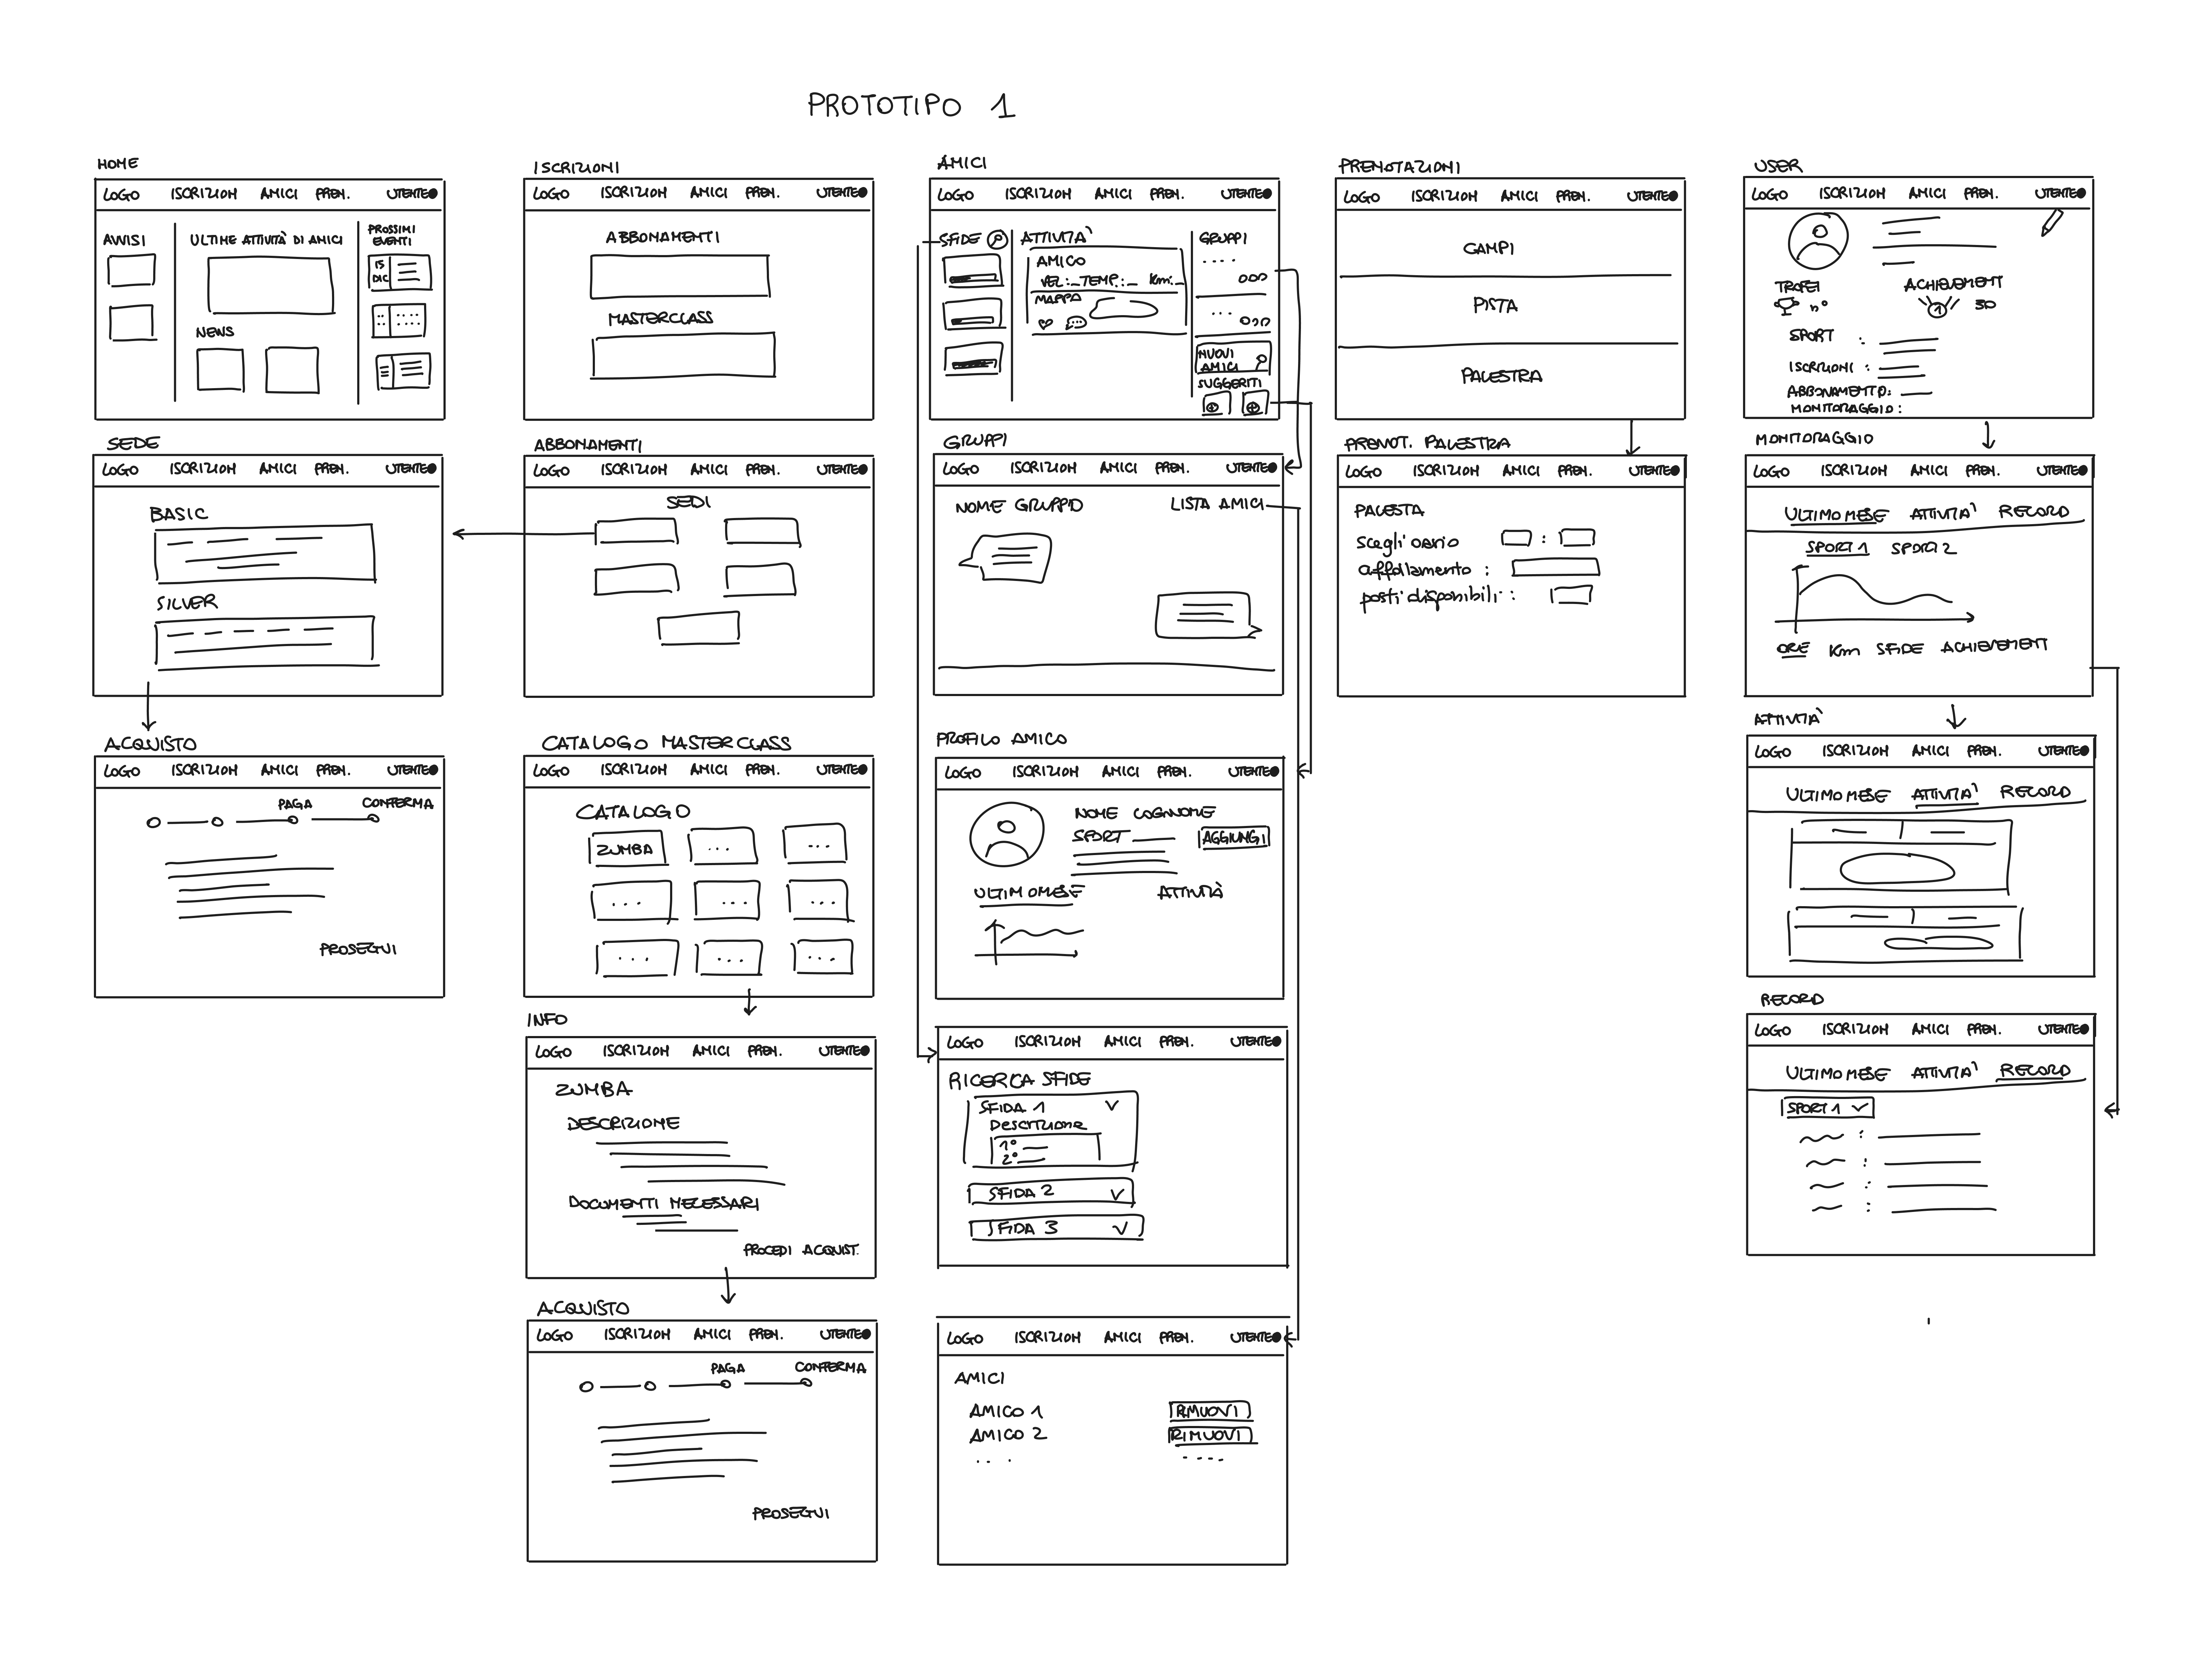 PROTOTIPO 1
HOME
LOGO ISCRIZIONI AMICI PREN. UTENTE
AVVISI
ULTIME ATTIVITÀ DI AMICI
NEWS
PROSSIMI
EVENTI
15
DIC
SEDE
LOGO ISCRIZIONI AMICI PREN. UTENTE
BASIC
SILVER
ACQUISTO
LOGO ISCRIZIONI AMICI PREN. UTENTE
PAGA CONFERMA
PROSEGUI
ISCRIZIONI
LOGO ISCRIZIONI AMICI PREN. UTENTE
ABBONAMENTI
MASTERCLASS
ABBONAMENTI
LOGO ISCRIZIONI AMICI PREN. UTENTE
SEDI
CATALOGO MASTERCLASS
LOGO ISCRIZIONI AMICI PREN. UTENTE
CATALOGO
ZUMBA ... ...
... ... ...
... ... ...
INFO
LOGO ISCRIZIONI AMICI PREN. UTENTE
ZUMBA
DESCRIZIONE
DOCUMENTI NECESSARI
PROCEDI ACQUIST.
ACQUISTO
LOGO ISCRIZIONI AMICI PREN. UTENTE
PAGA CONFERMA
PROSEGUI
AMICI
LOGO ISCRIZIONI AMICI PREN. UTENTE
SFIDE
ATTIVITA'
AMICO
VEL:_ TEMP.:_ Km:_
MAPPA
GRUPPI
....
...
NUOVI
AMICI
SUGGERITI
GRUPPI
LOGO ISCRIZIONI AMICI PREN. UTENTE
NOME GRUPPO LISTA AMICI
PROFILO AMICO
LOGO ISCRIZIONI AMICI PREN. UTENTE
NOME COGNOME
SPORT AGGIUNGI
ULTIMO MESE ATTIVITÀ
LOGO ISCRIZIONI AMICI PREN. UTENTE
RICERCA SFIDE
SFIDA 1
Descrizione
1°
2°
SFIDA 2
SFIDA 3
LOGO ISCRIZIONI AMICI PREN. UTENTE
AMICI
AMICO 1 RIMUOVI
AMICO 2 RIMUOVI
... ....
PRENOTAZIONI
LOGO ISCRIZIONI AMICI PREN. UTENTE
CAMPI
PISTA
PALESTRA
PRENOT. PALESTRA
LOGO ISCRIZIONI AMICI PREN. UTENTE
PALESTA
scegli orario :
affollamento :
posti disponibili :
USER
LOGO ISCRIZIONI AMICI PREN. UTENTE
TROFEI ACHIEVEMENT
1 30
SPORT :
ISCRIZIONI :
ABBONAMENTO:
MONITORAGGIO :
MONITORAGGIO
LOGO ISCRIZIONI AMICI PREN. UTENTE
ULTIMO MESE ATTIVITA' RECORD
SPORT 1 SPORT 2
ORE Km SFIDE ACHIEVEMENT
ATTIVITA'
LOGO ISCRIZIONI AMICI PREN. UTENTE
ULTIMO MESE ATTIVITA' RECORD
RECORD
LOGO ISCRIZIONI AMICI PREN. UTENTE
ULTIMO MESE ATTIVITA' RECORD
SPORT 1